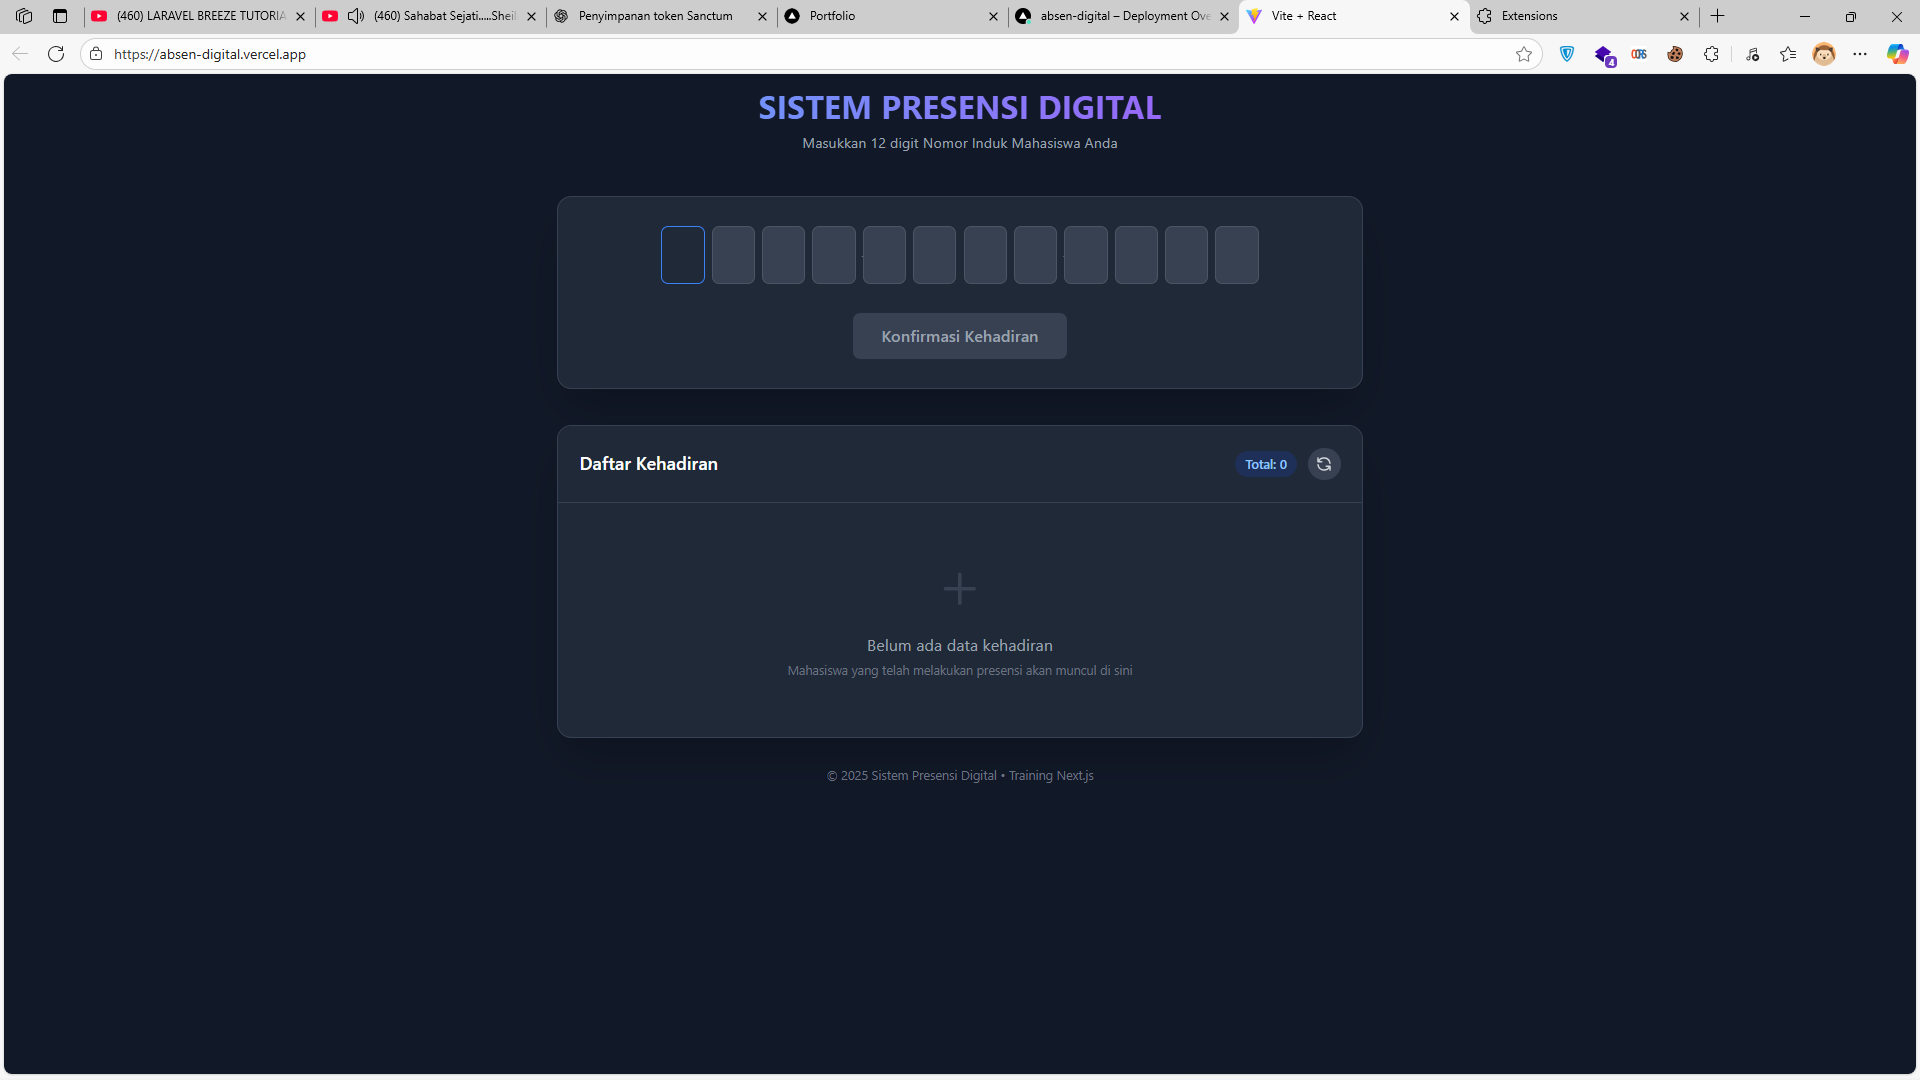 (460) LARAVEL BREEZE TUTORIA
(460) Sahabat Sejati.....Sheil
Penyimpanan token Sanctum
Portfolio
absen-digital – Deployment Ove
Vite + React
Extensions
https://absen-digital.vercel.app
4
CORS
SISTEM PRESENSI DIGITAL
Masukkan 12 digit Nomor Induk Mahasiswa Anda
Konfirmasi Kehadiran
Daftar Kehadiran
Total: 0
Belum ada data kehadiran
Mahasiswa yang telah melakukan presensi akan muncul di sini
© 2025 Sistem Presensi Digital • Training Next.js